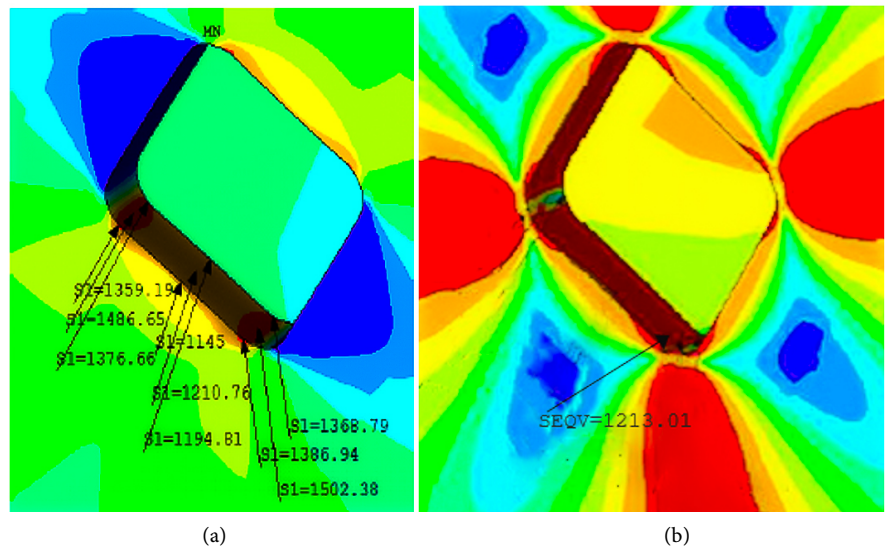 MN
S1=1359.19
S1=1486.65
S1=1145
S1=1376.66
S1=1210.76
S1=1194.81
S1=1368.79
S1=1386.94
S1=1502.38
SEQV=1213.01
(a)
(b)